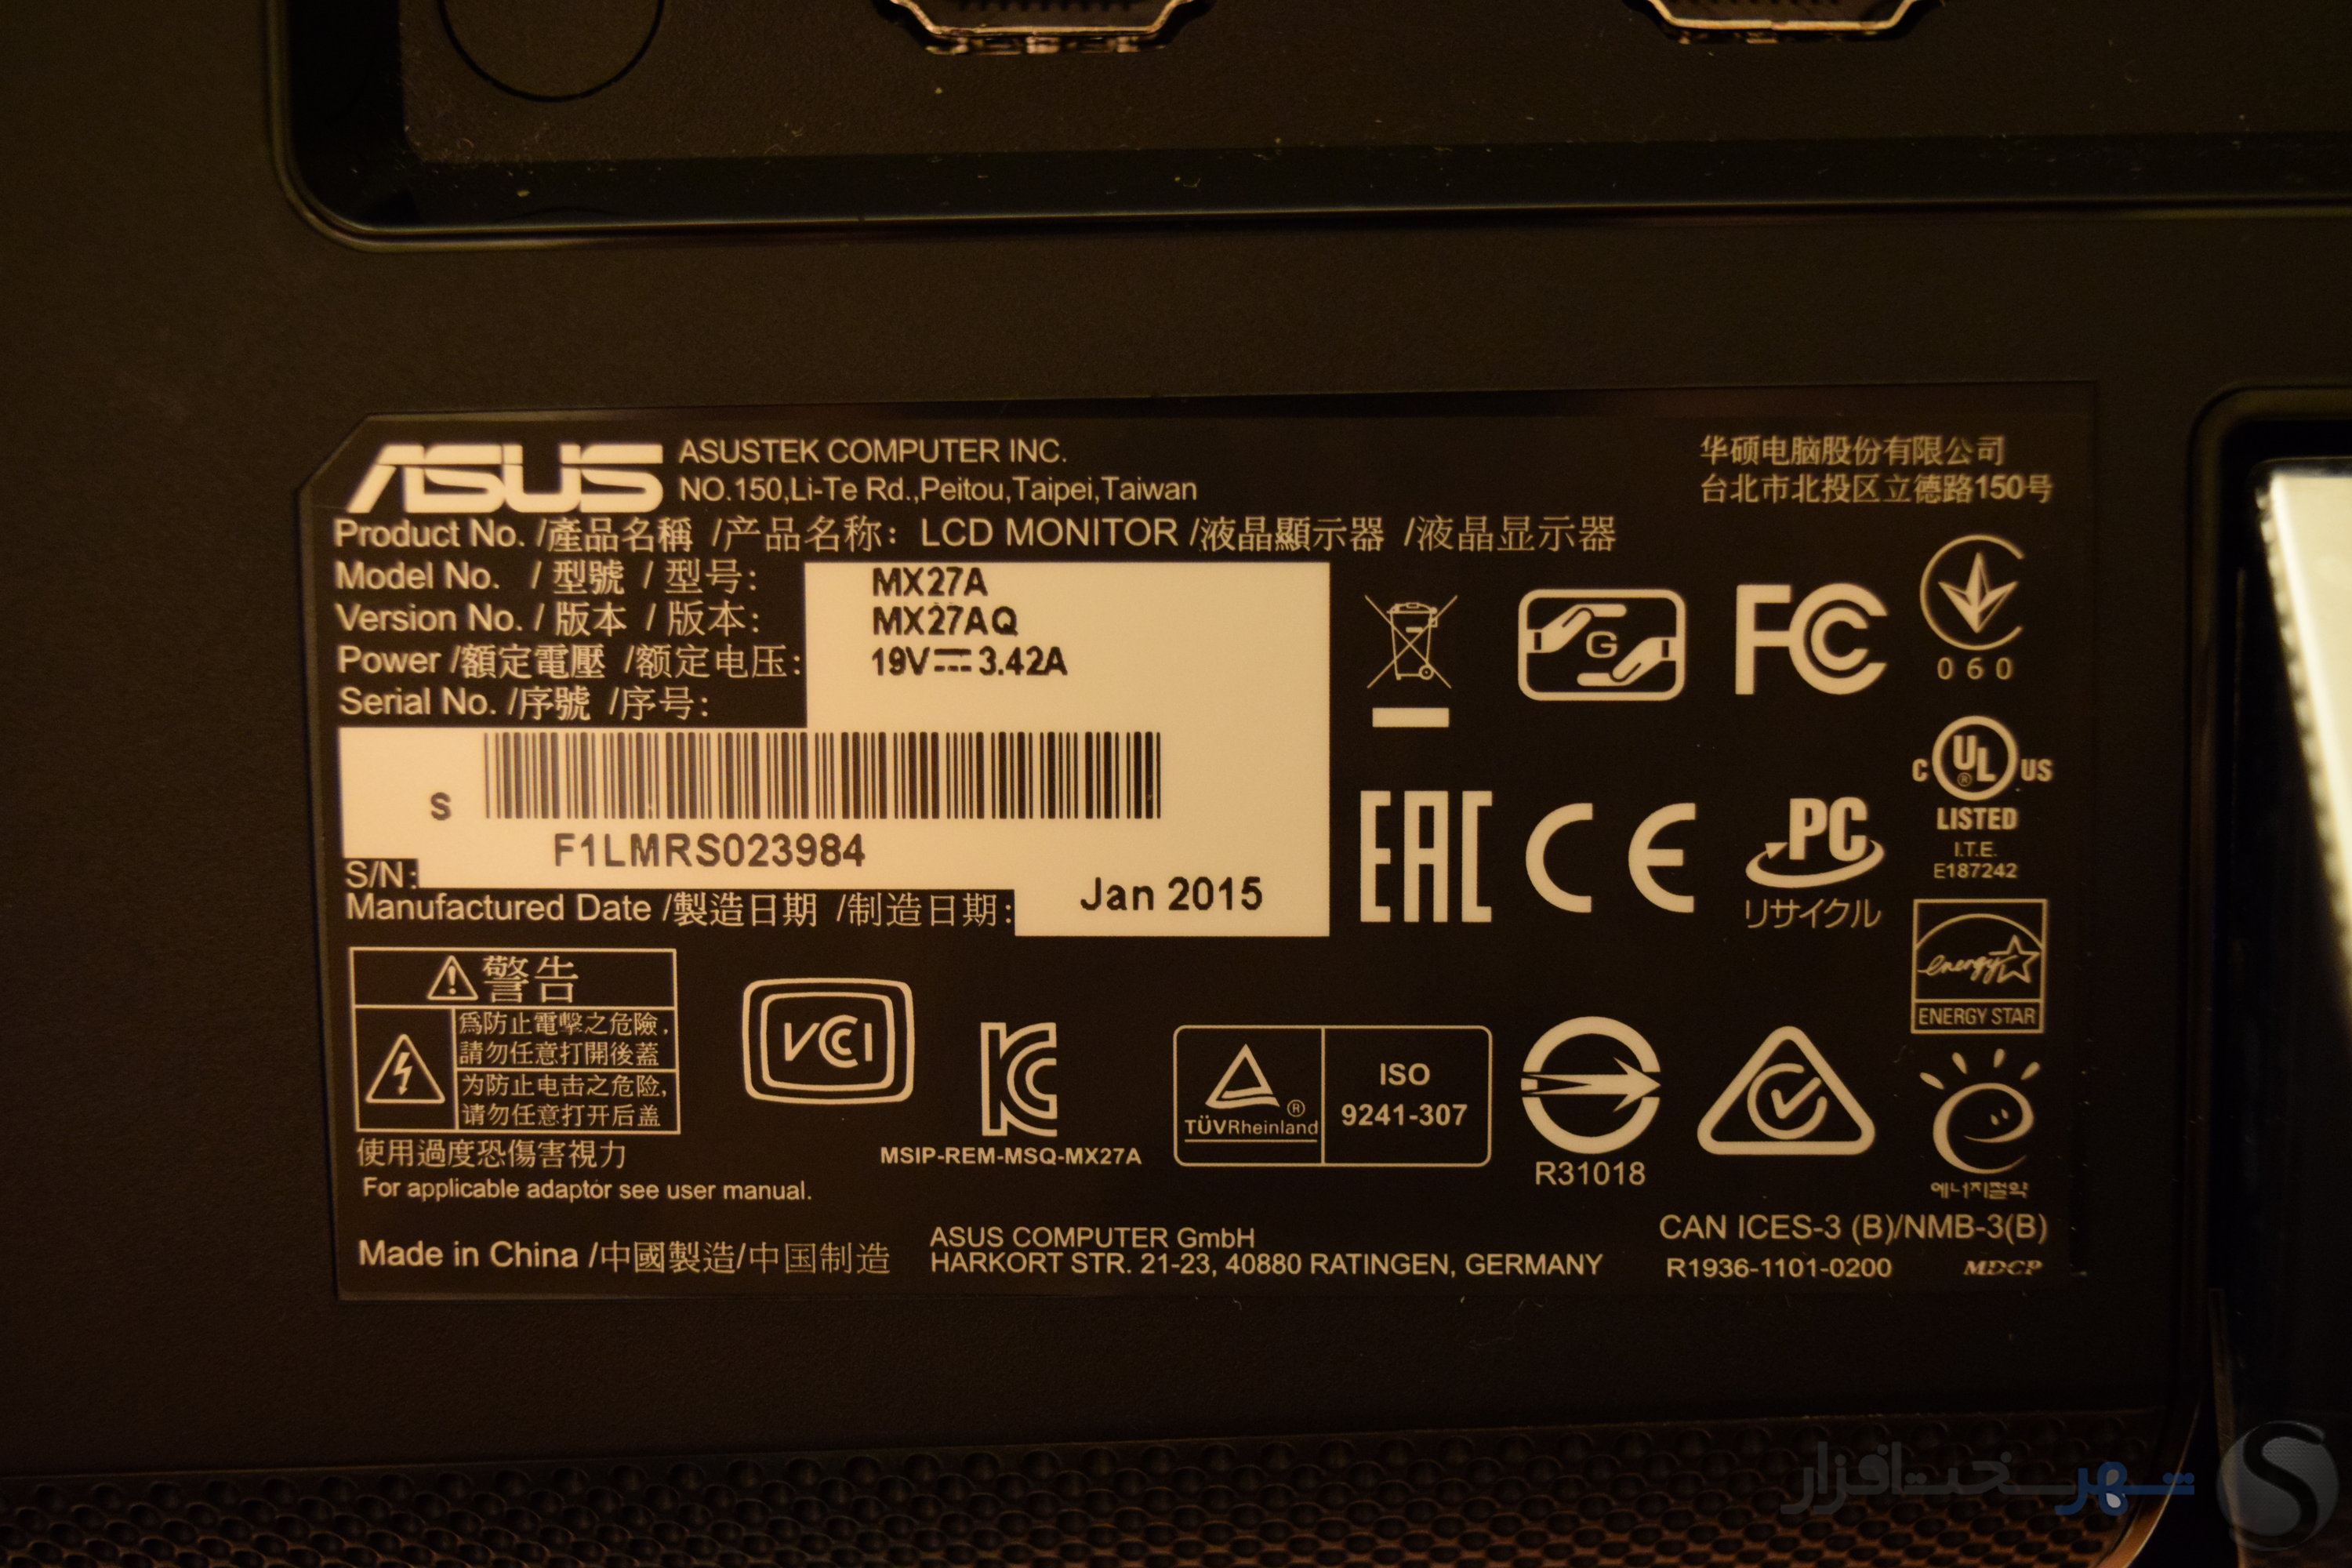 ASUS
ASUSTEK COMPUTER INC.
NO.150,Li-Te Rd.,Peitou,Taipei,Taiwan
华硕电脑股份有限公司
台北市北投区立德路150号
Product No. /產品名稱 /产品名称: LCD MONITOR /液晶顯示器 /液晶显示器
Model No. / 型號 / 型号: MX27A
Version No. / 版本 / 版本: MX27AQ
Power /額定電壓 /额定电压: 19V⎓3.42A
Serial No. /序號 /序号:
S
F1LMRS023984
S/N:
Manufactured Date /製造日期 /制造日期: Jan 2015
G
FC
060
EAC
CE
PC
リサイクル
C UL® US
LISTED
I.T.E.
E187242
energy
ENERGY STAR
警告
爲防止電擊之危險,
請勿任意打開後蓋
为防止电击之危险,
请勿任意打开后盖
使用過度恐傷害視力
For applicable adaptor see user manual.
VCCI
KC
MSIP-REM-MSQ-MX27A
TÜVRheinland®
ISO
9241-307
R31018
에너지절약
Made in China /中國製造/中国制造
ASUS COMPUTER GmbH
HARKORT STR. 21-23, 40880 RATINGEN, GERMANY
CAN ICES-3 (B)/NMB-3(B)
R1936-1101-0200
MDCP
شهر سخت‌افزار
S